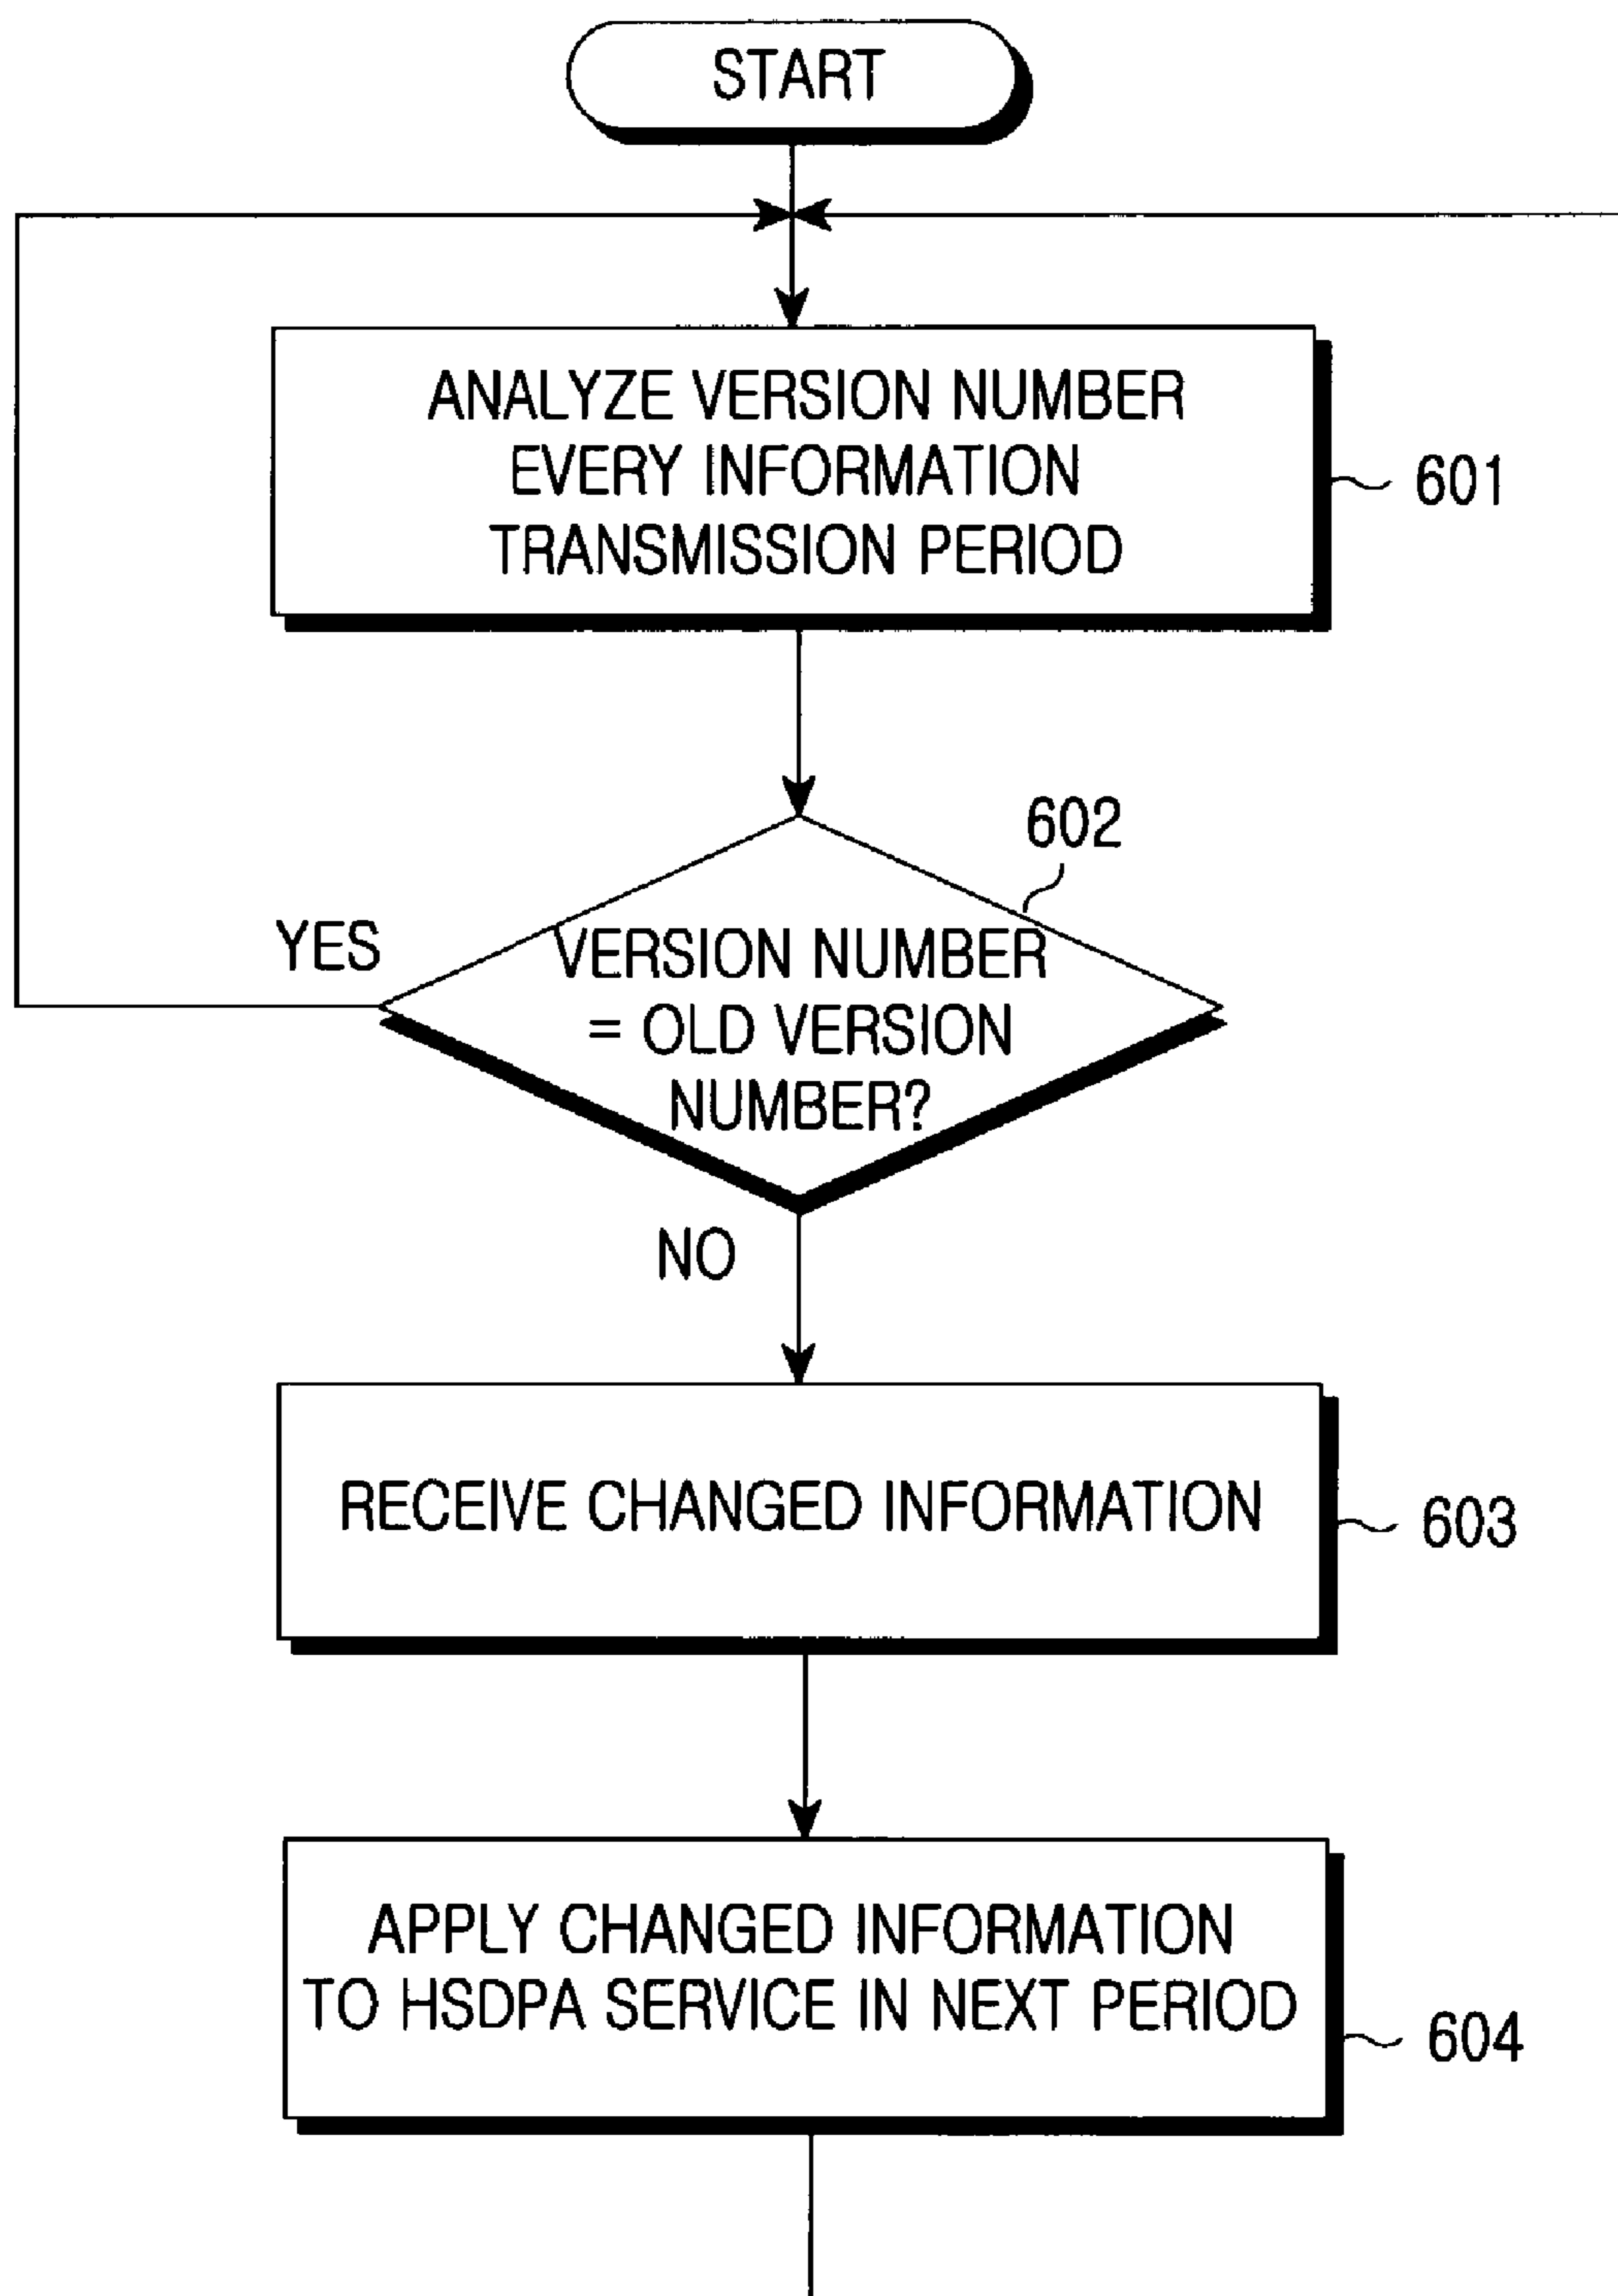 START
ANALYZE VERSION NUMBER
EVERY INFORMATION
TRANSMISSION PERIOD
601
602
YES
VERSION NUMBER
= OLD VERSION
NUMBER?
NO
RECEIVE CHANGED INFORMATION
603
APPLY CHANGED INFORMATION
TO HSDPA SERVICE IN NEXT PERIOD
604